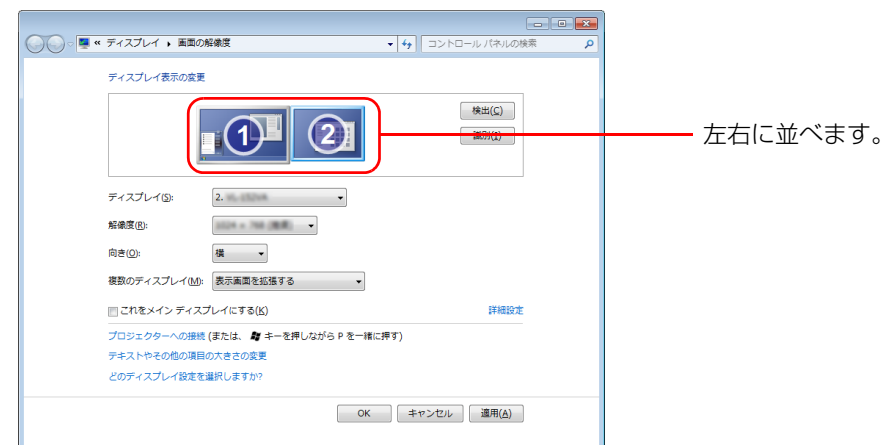 « ディスプレイ ▸ 画面の解像度
コントロール パネルの検索
ディスプレイ表示の変更
1
2
検出(C)
識別(I)
左右に並べます。
ディスプレイ(S):
2.
解像度(R):
向き(O):
横
複数のディスプレイ(M):
表示画面を拡張する
これをメイン ディスプレイにする(K)
詳細設定
プロジェクターへの接続 (または、 キーを押しながら P を一緒に押す)
テキストやその他の項目の大きさの変更
どのディスプレイ設定を選択しますか?
OK
キャンセル
適用(A)